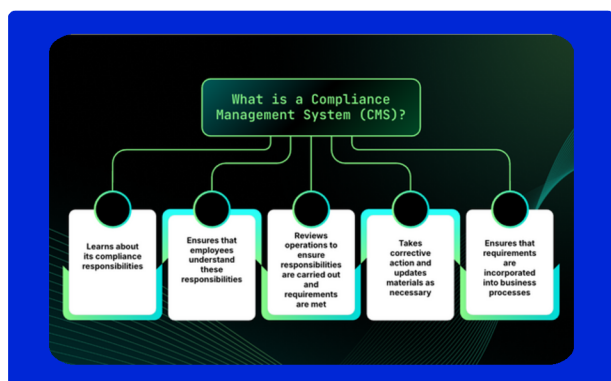 What is a Compliance
Management System (CMS)?
Learns about
its compliance
responsibilities
Ensures that
employees
understand
these
responsibilities
Reviews
operations to
ensure
responsibilities
are carried out
and
requirements
are met
Takes
corrective
action and
updates
materials as
necessary
Ensures that
requirements
are
incorporated
into business
processes